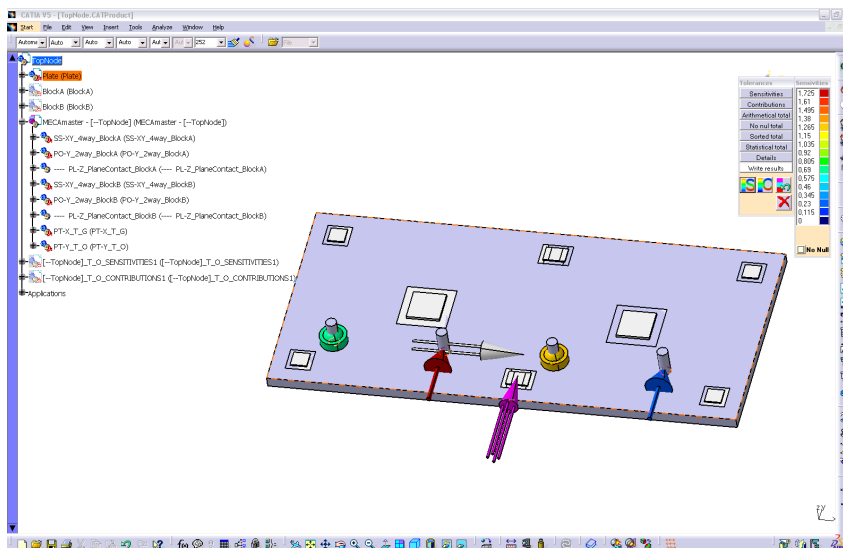 CATIA V5 - [TopNode.CATProduct]
Start File Edit View Insert Tools Analyze Window Help
Automa Auto Auto Auto Aut Aut 252 File
TopNode
Plate (Plate)
BlockA (BlockA)
BlockB (BlockB)
MECAmaster - [--TopNode] (MECAmaster - [--TopNode])
SS-XY_4way_BlockA (SS-XY_4way_BlockA)
PO-Y_2way_BlockA (PO-Y_2way_BlockA)
---- PL-Z_PlaneContact_BlockA (---- PL-Z_PlaneContact_BlockA)
SS-XY_4way_BlockB (SS-XY_4way_BlockB)
PO-Y_2way_BlockB (PO-Y_2way_BlockB)
---- PL-Z_PlaneContact_BlockB (---- PL-Z_PlaneContact_BlockB)
PT-X_T_G (PT-X_T_G)
PT-Y_T_O (PT-Y_T_O)
[--TopNode]_T_O_SENSITIVITIES1 ([--TopNode]_T_O_SENSITIVITIES1)
[--TopNode]_T_O_CONTRIBUTIONS1 ([--TopNode]_T_O_CONTRIBUTIONS1)
Applications
Tolerances
Sensitivities
Contributions
Arithmetical total
No nul total
Sorted total
Statistical total
Details
Write results
Sensitivities
1,725
1,61
1,495
1,38
1,265
1,15
1,035
0,92
0,805
0,69
0,575
0,46
0,345
0,23
0,115
0
No Null